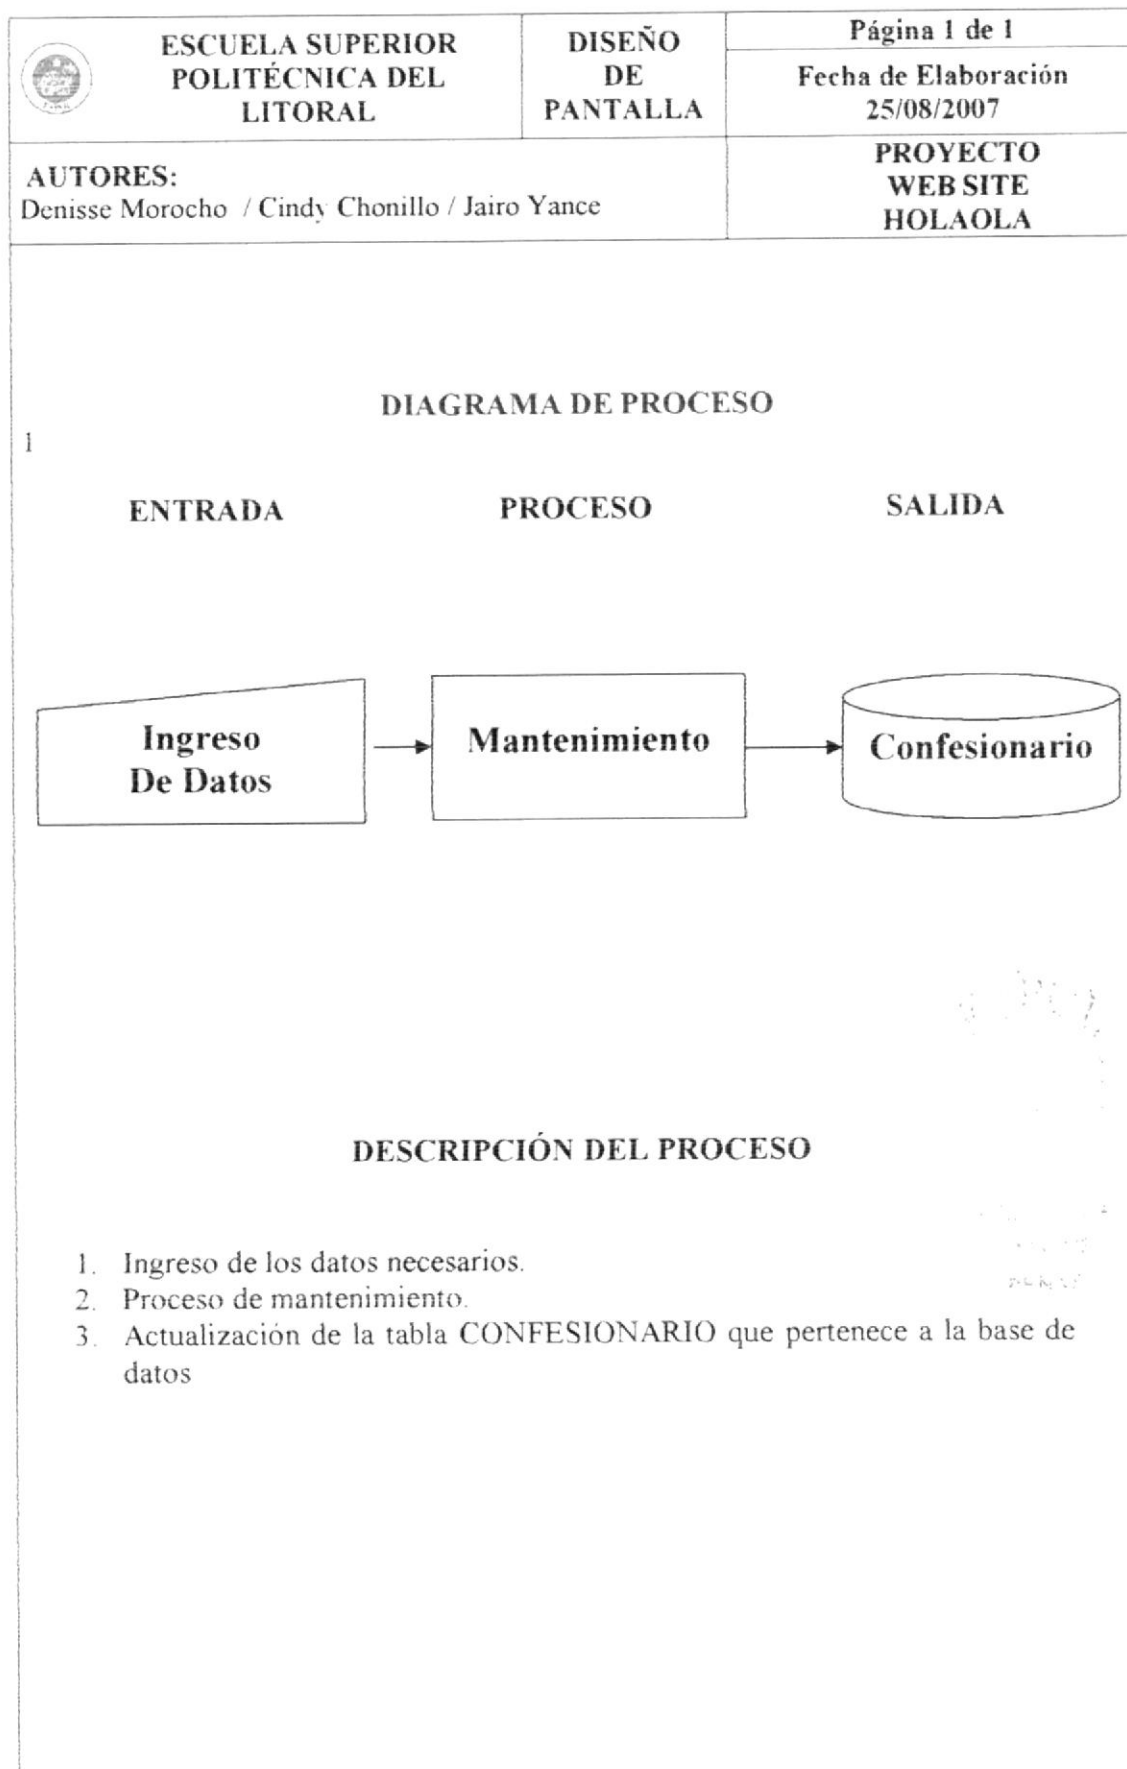 ESCUELA SUPERIOR
POLITÉCNICA DEL
LITORAL
DISEÑO
DE
PANTALLA
Página 1 de 1
Fecha de Elaboración
25/08/2007
AUTORES:
Denisse Morocho / Cindy Chonillo / Jairo Yance
PROYECTO
WEB SITE
HOLAOLA
DIAGRAMA DE PROCESO
1
ENTRADA PROCESO SALIDA
Ingreso
De Datos
Mantenimiento
Confesionario
DESCRIPCIÓN DEL PROCESO
1. Ingreso de los datos necesarios.
2. Proceso de mantenimiento.
3. Actualización de la tabla CONFESIONARIO que pertenece a la base de
datos